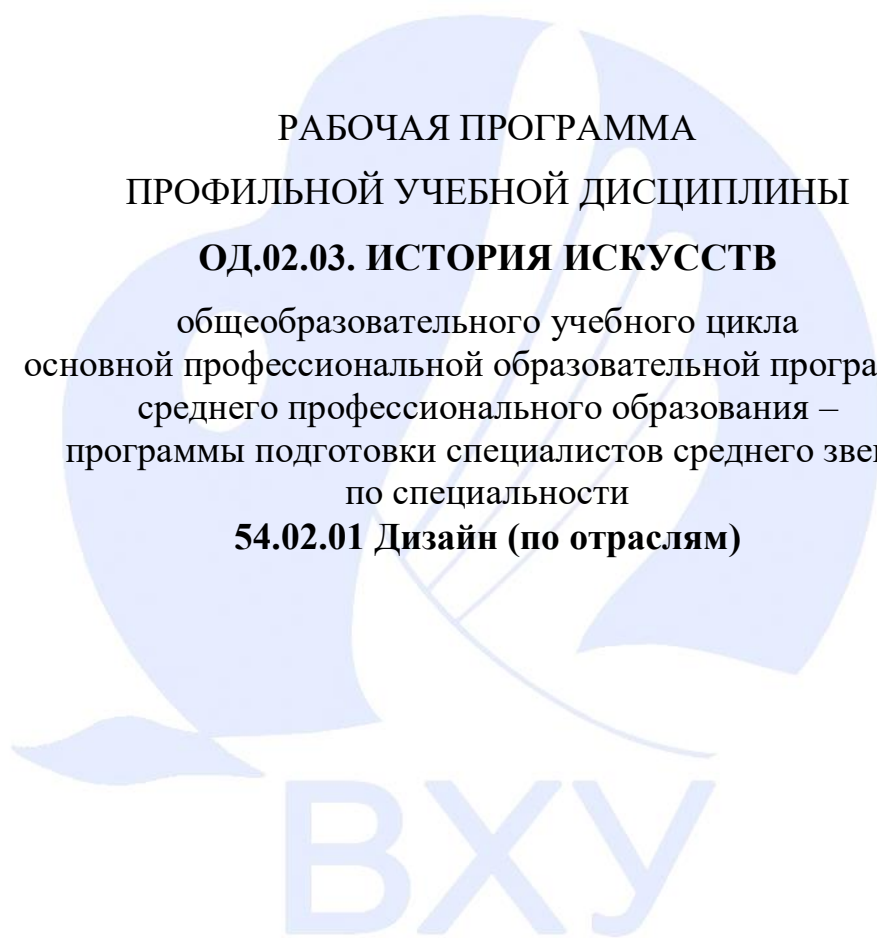 РАБОЧАЯ ПРОГРАММА
ПРОФИЛЬНОЙ УЧЕБНОЙ ДИСЦИПЛИНЫ
ОД.02.03. ИСТОРИЯ ИСКУССТВ
общеобразовательного учебного цикла
основной профессиональной образовательной
среднего профессионального образования –
программы подготовки специалистов среднего
по специальности
54.02.01 Дизайн (по отраслям)
ВХУ